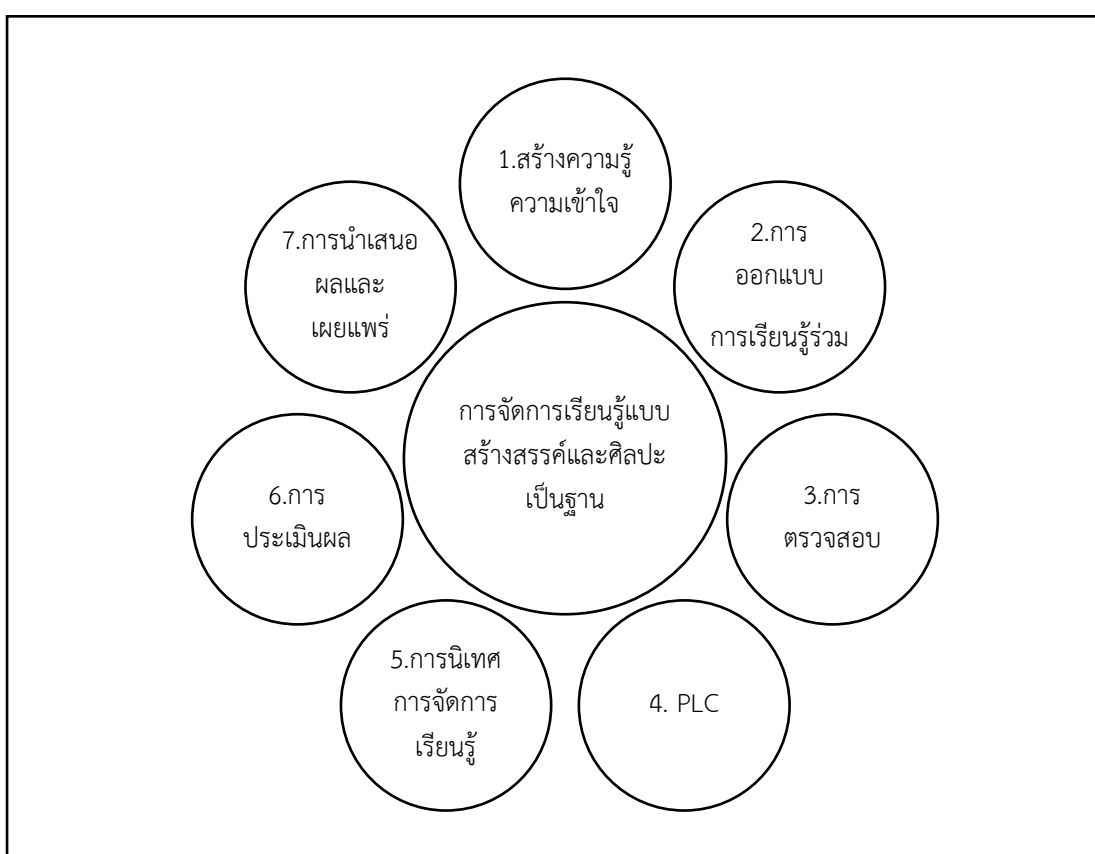 1.สร้างความรู้
ความเข้าใจ
2.การ
ออกแบบ
การเรียนรู้ร่วม
3.การ
ตรวจสอบ
4. PLC
5.การนิเทศ
การจัดการ
เรียนรู้
6.การ
ประเมินผล
7.การนำเสนอ
ผลและ
เผยแพร่
การจัดการเรียนรู้แบบ
สร้างสรรค์และศิลปะ
เป็นฐาน